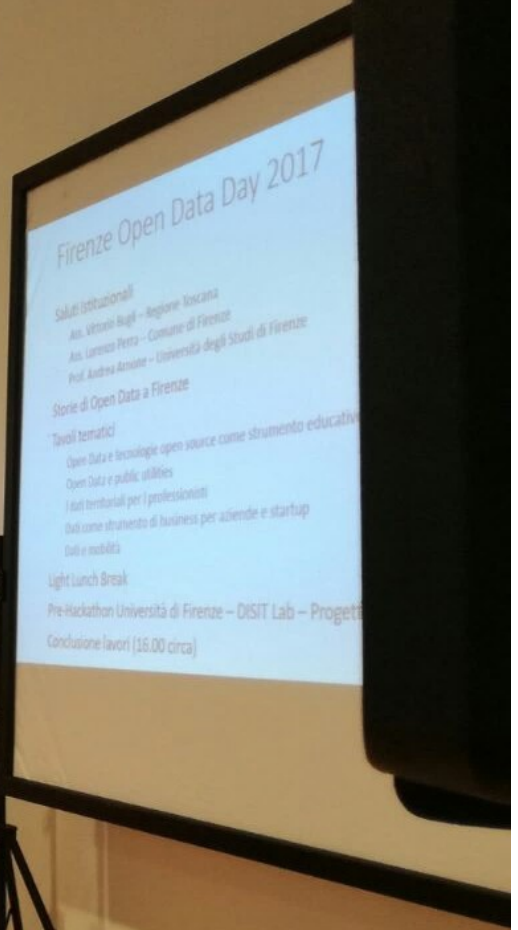 Firenze Open Data Day 2017
Saluti istituzionali
Ass. Vittorio Bugli – Regione Toscana
Ass. Lorenzo Perra – Comune di Firenze
Prof. Andrea Arnone – Università degli Studi di Firenze
Storie di Open Data a Firenze
Tavoli tematici
Open Data e tecnologie open source come strumento educativo
Open Data e public utilities
I dati territoriali per i professionisti
Dati come strumento di business per aziende e startup
Dati e mobilità
Light Lunch Break
Pre-Hackathon Università di Firenze – DISIT Lab – Progett
Conclusione lavori (16.00 circa)